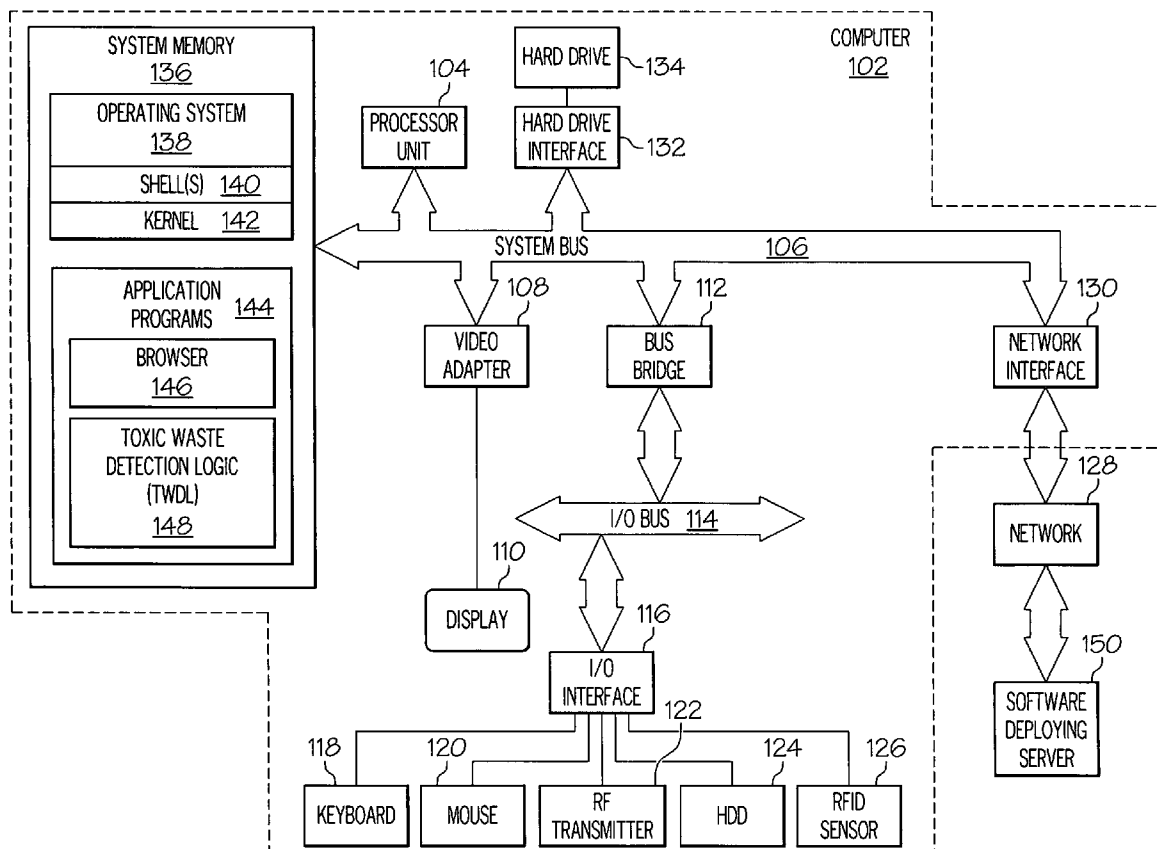 SYSTEM MEMORY
136
OPERATING SYSTEM
138
SHELL(S) 140
KERNEL 142
APPLICATION
PROGRAMS 144
BROWSER
146
TOXIC WASTE
DETECTION LOGIC
(TWDL)
148
COMPUTER
102
HARD DRIVE
134
104
PROCESSOR
UNIT
HARD DRIVE
INTERFACE
132
SYSTEM BUS
106
108
VIDEO
ADAPTER
112
BUS
BRIDGE
130
NETWORK
INTERFACE
I/O BUS 114
128
NETWORK
110
DISPLAY
116
I/O
INTERFACE
150
SOFTWARE
DEPLOYING
SERVER
118
KEYBOARD
120
MOUSE
122
RF
TRANSMITTER
124
HDD
126
RFID
SENSOR